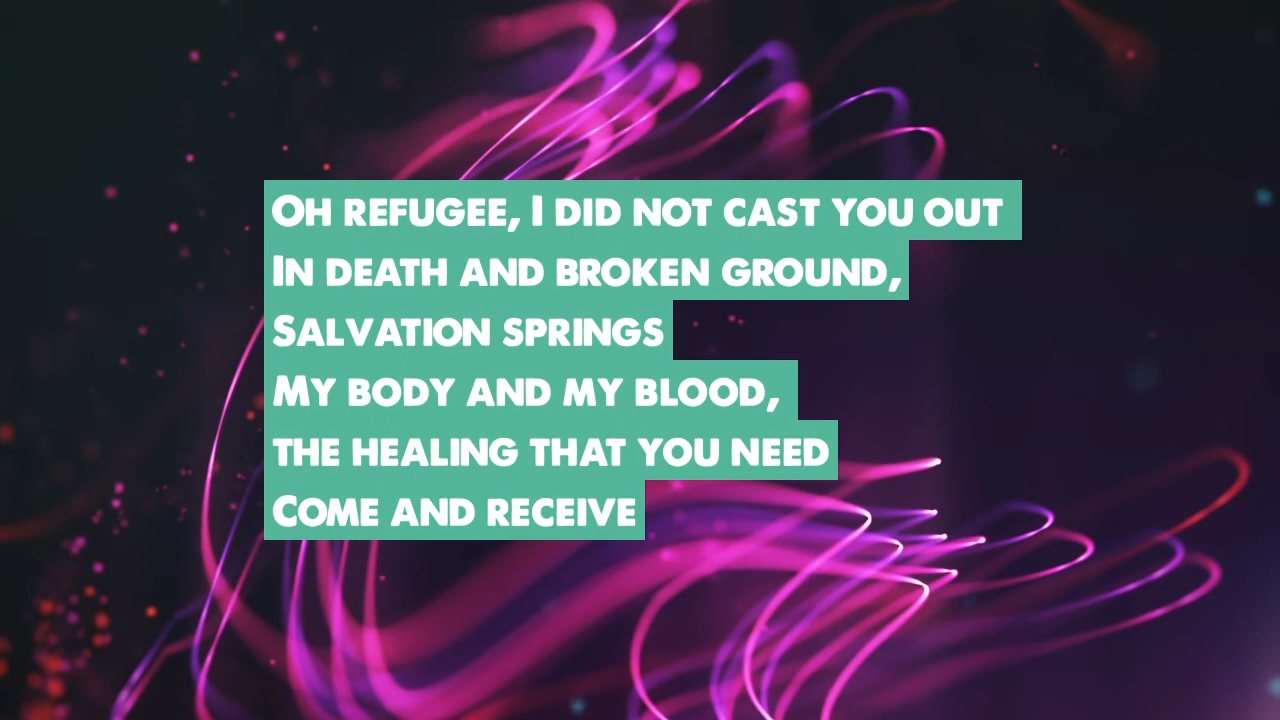 Oh refugee, I did not cast you out
In death and broken ground,
Salvation springs
My body and my blood,
the healing that you need
Come and receive